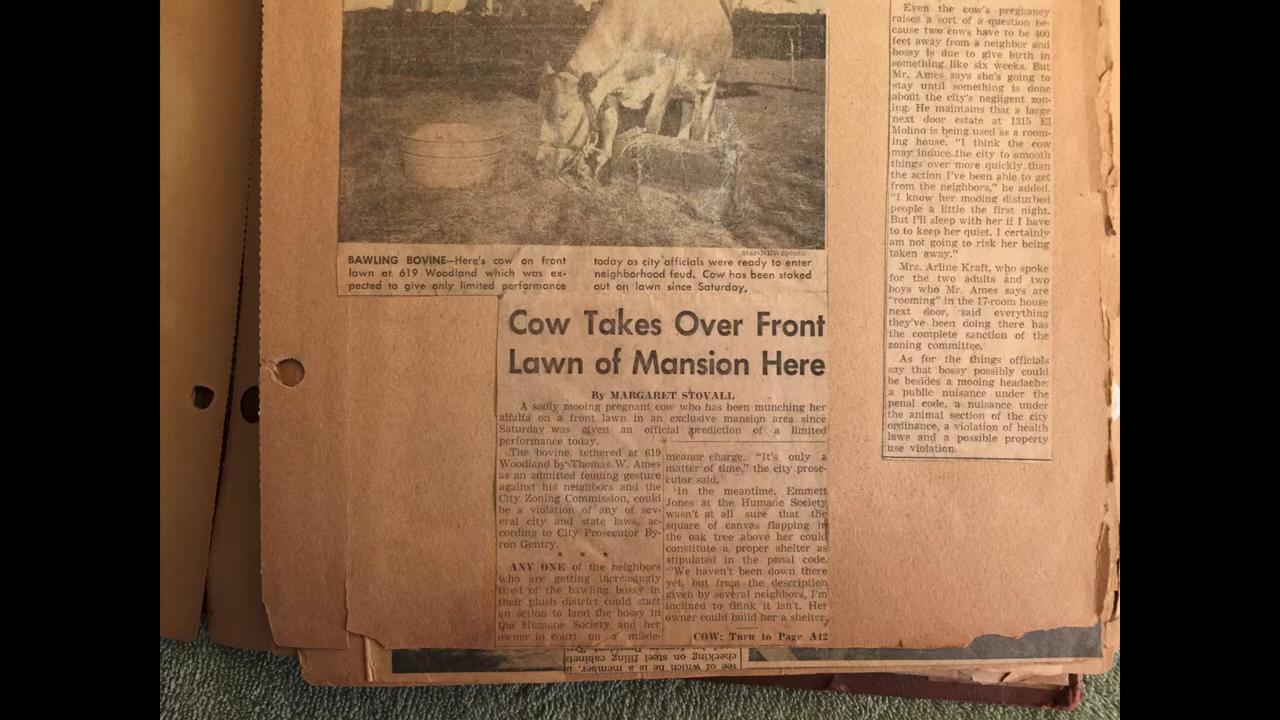 Star-NEWSphoto
BAWLING BOVINE—Here's cow on front
lawn at 619 Woodland which was ex-
pected to give only limited performance
today as city officials were ready to enter
neighborhood feud. Cow has been staked
out on lawn since Saturday.
Cow Takes Over Front
Lawn of Mansion Here
By MARGARET STOVALL
A sadly mooing pregnant cow who has been munching her
alfalfa on a front lawn in an exclusive mansion area since
Saturday was given an official prediction of a limited
performance today.
The bovine, tethered at 619
Woodland by Thomas W. Ames
as an admitted feuding gesture
against his neighbors and the
City Zoning Commission, could
be a violation of any of sev-
eral city and state laws, ac-
cording to City Prosecutor By-
ron Gentry.
* * *
ANY ONE of the neighbors
who are getting increasingly
tired of the bawling bossy in
their plush district could start
an action to land the bossy in
the Humane Society and her
owner in court on a misde-
meanor charge. "It's only a
matter of time," the city prose-
cutor said.
In the meantime, Emmett
Jones at the Humane Society
wasn't at all sure that the
square of canvas flapping in
the oak tree above her could
constitute a proper shelter as
stipulated in the penal code.
"We haven't been down there
yet, but from the description
given by several neighbors, I'm
inclined to think it isn't. Her
owner could build her a shelter,
COW: Turn to Page A12
Even the cow's pregnancy
raises a sort of a question be-
cause two cows have to be 400
feet away from a neighbor and
bossy is due to give birth in
something like six weeks. But
Mr. Ames says she's going to
stay until something is done
about the city's negligent zon-
ing. He maintains that a large
next door estate at 1315 El
Molino is being used as a room-
ing house. "I think the cow
may induce the city to smooth
things over more quickly than
the action I've been able to get
from the neighbors," he added.
"I know her mooing disturbed
people a little the first night.
But I'll sleep with her if I have
to to keep her quiet. I certainly
am not going to risk her being
taken away."
Mrs. Arline Kraft, who spoke
for the two adults and two
boys who Mr. Ames says are
"rooming" in the 17-room house
next door, said everything
they've been doing there has
the complete sanction of the
zoning committee.
As for the things officials
say that bossy possibly could
be besides a mooing headache:
a public nuisance under the
penal code, a nuisance under
the animal section of the city
ordinance, a violation of health
laws and a possible property
use violation.
tee of which he is a member,
checking on steel filing cabinet